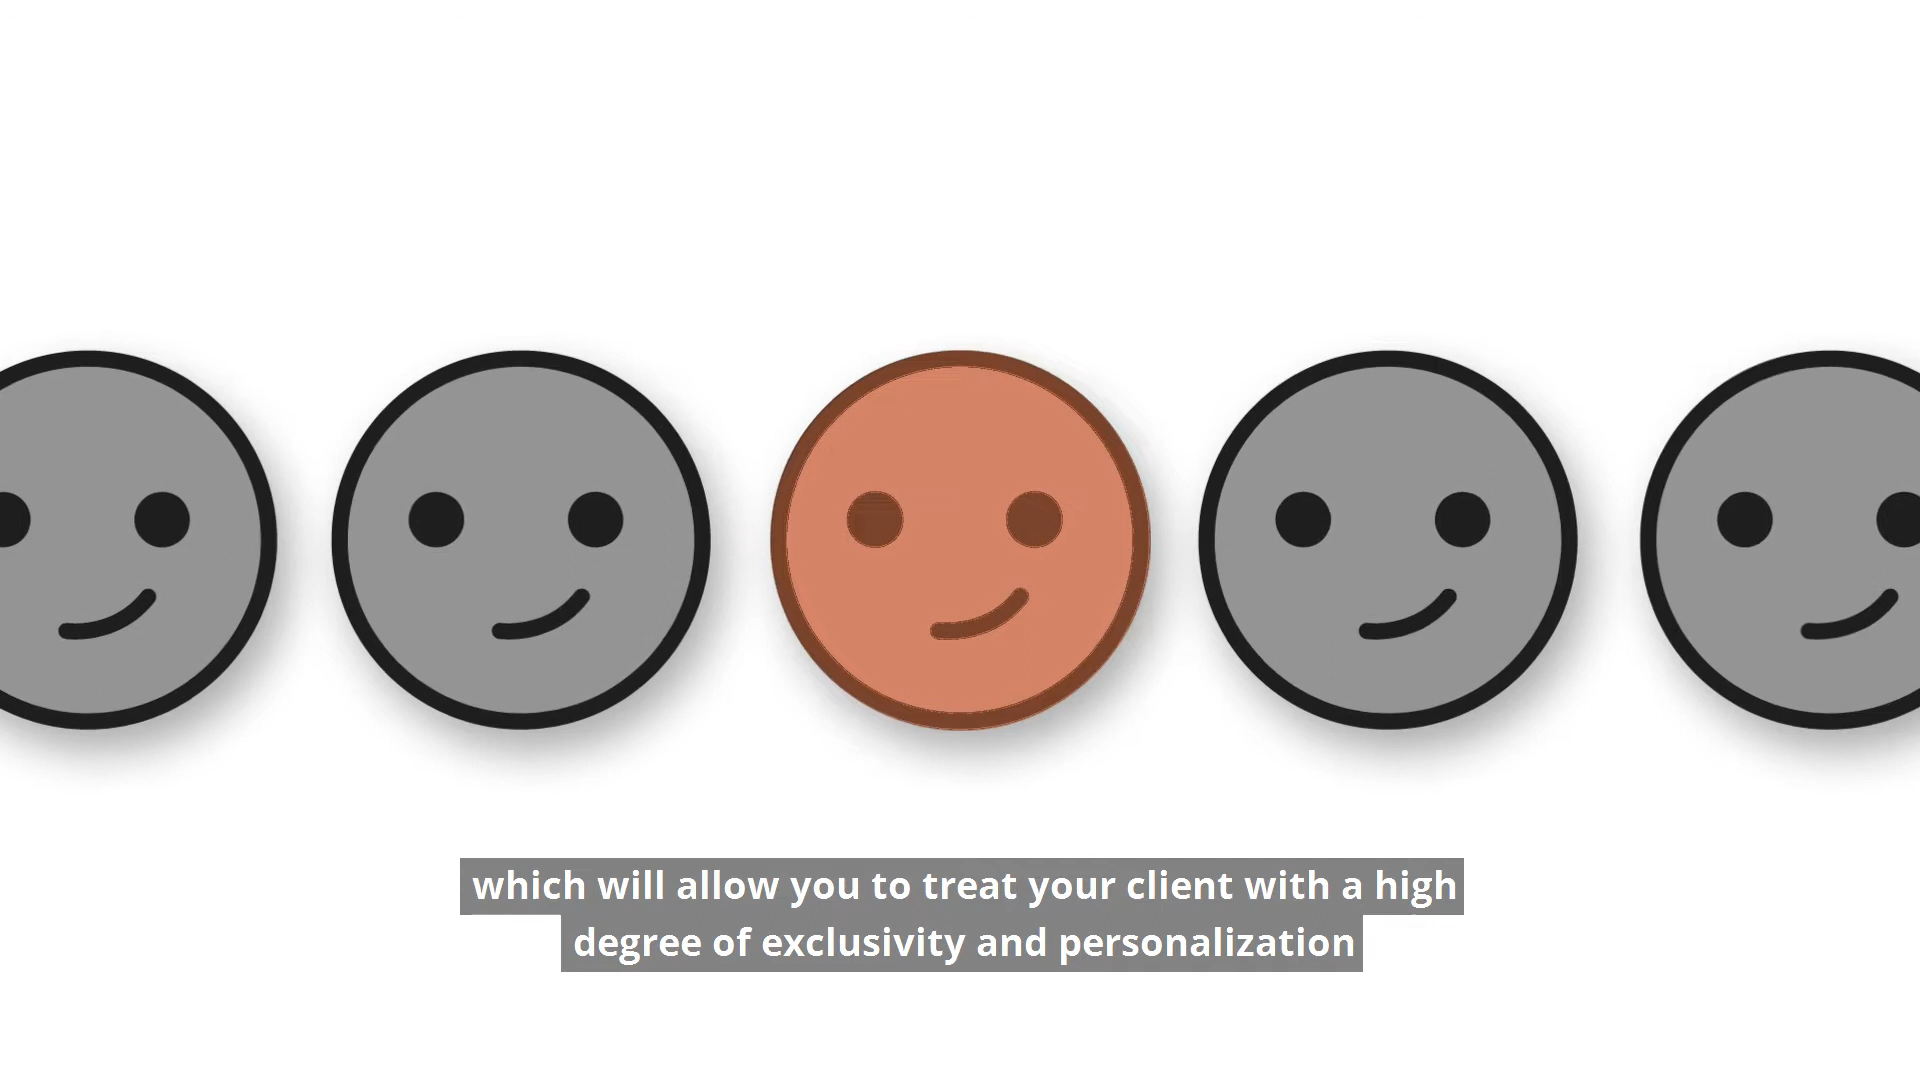 which will allow you to treat your client with a high
degree of exclusivity and personalization